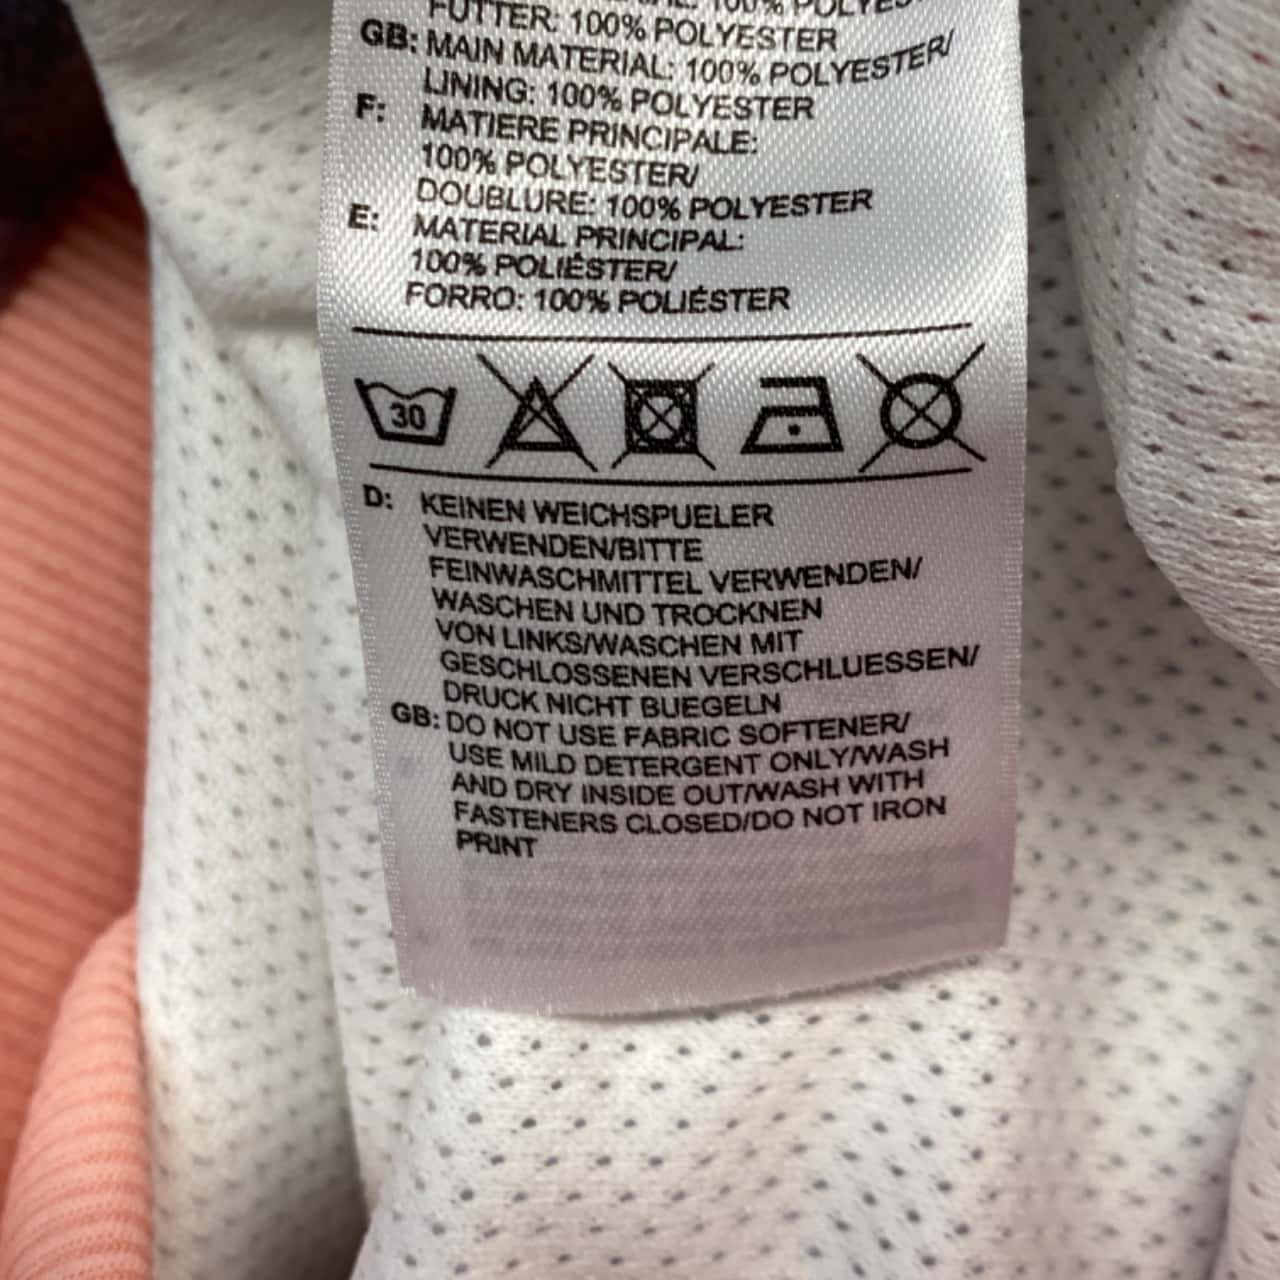 100% POLYES
FUTTER: 100% POLYESTER
GB: MAIN MATERIAL: 100% POLYESTER/
LINING: 100% POLYESTER
F: MATIERE PRINCIPALE:
100% POLYESTER/
DOUBLURE: 100% POLYESTER
E: MATERIAL PRINCIPAL:
100% POLIÉSTER/
FORRO: 100% POLIÉSTER
30
D: KEINEN WEICHSPUELER
VERWENDEN/BITTE
FEINWASCHMITTEL VERWENDEN/
WASCHEN UND TROCKNEN
VON LINKS/WASCHEN MIT
GESCHLOSSENEN VERSCHLUESSEN/
DRUCK NICHT BUEGELN
GB: DO NOT USE FABRIC SOFTENER/
USE MILD DETERGENT ONLY/WASH
AND DRY INSIDE OUT/WASH WITH
FASTENERS CLOSED/DO NOT IRON
PRINT